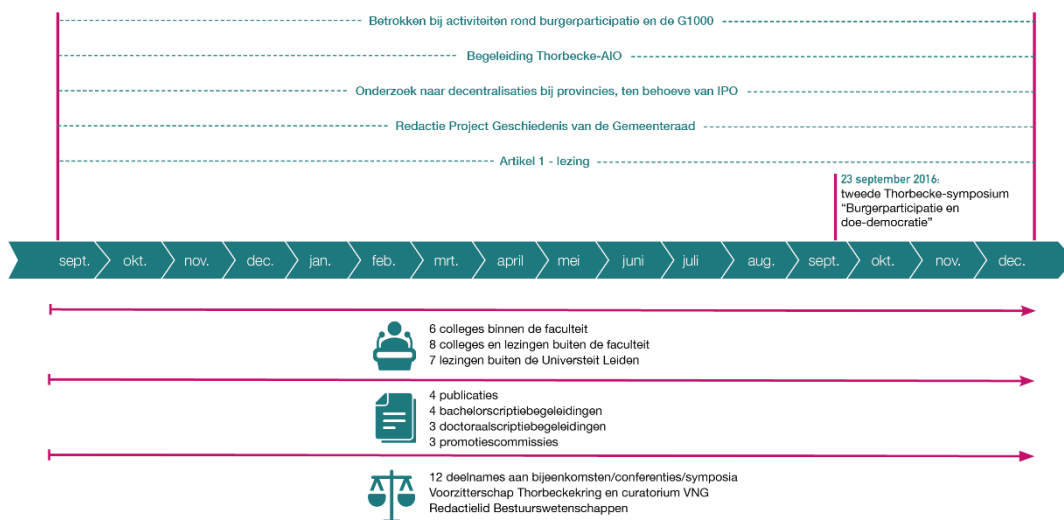 Betrokken bij activiteiten rond burgerparticipatie en de G1000
Begeleiding Thorbecke-AIO
Onderzoek naar decentralisaties bij provincies, ten behoeve van IPO
Redactie Project Geschiedenis van de Gemeenteraad
Artikel 1 - lezing
23 september 2016:
tweede Thorbecke-symposium
“Burgerparticipatie en
doe-democratie”
sept. okt. nov. dec. jan. feb. mrt. april mei juni juli aug. sept. okt. nov. dec.
6 colleges binnen de faculteit
8 colleges en lezingen buiten de faculteit
7 lezingen buiten de Universteit Leiden
4 publicaties
4 bachelorscriptiebegeleidingen
3 doctoraalscriptiebegeleidingen
3 promotiescommissies
12 deelnames aan bijeenkomsten/conferenties/symposia
Voorzitterschap Thorbeckekring en curatorium VNG
Redactielid Bestuurswetenschappen